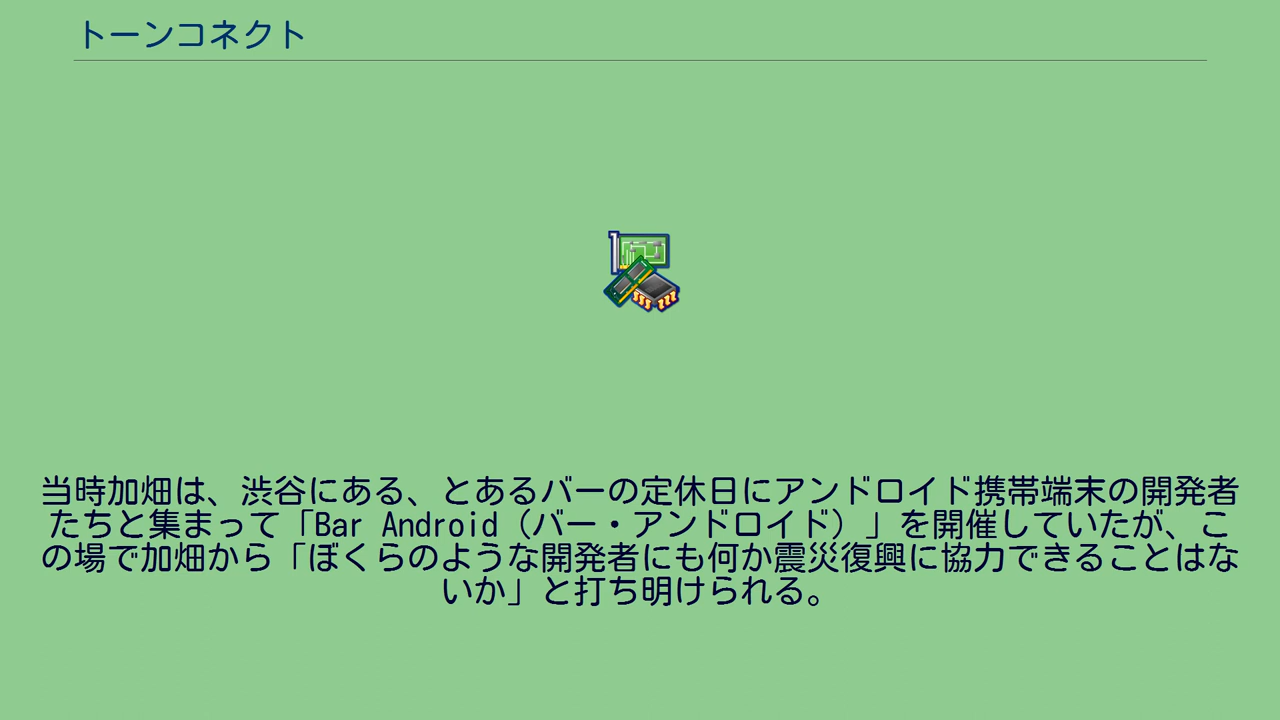 トーンコネクト
当時加畑は、渋谷にある、とあるバーの定休日にアンドロイド携帯端末の開発者
たちと集まって「Bar Android（バー・アンドロイド）」を開催していたが、こ
の場で加畑から「ぼくらのような開発者にも何か震災復興に協力できることはな
いか」と打ち明けられる。